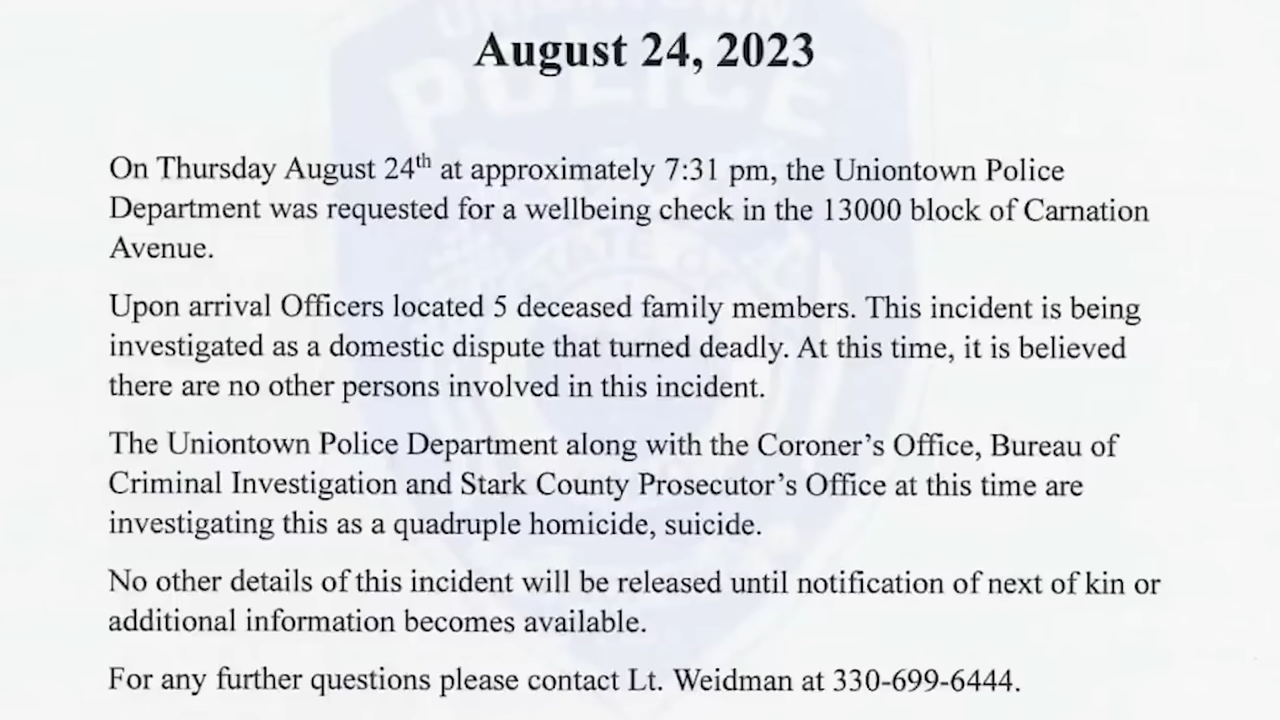 UNIONTOWN
POLICE
August 24, 2023
On Thursday August 24th at approximately 7:31 pm, the Uniontown Police
Department was requested for a wellbeing check in the 13000 block of Carnation
Avenue.
Upon arrival Officers located 5 deceased family members. This incident is being
investigated as a domestic dispute that turned deadly. At this time, it is believed
there are no other persons involved in this incident.
The Uniontown Police Department along with the Coroner's Office, Bureau of
Criminal Investigation and Stark County Prosecutor's Office at this time are
investigating this as a quadruple homicide, suicide.
No other details of this incident will be released until notification of next of kin or
additional information becomes available.
For any further questions please contact Lt. Weidman at 330-699-6444.